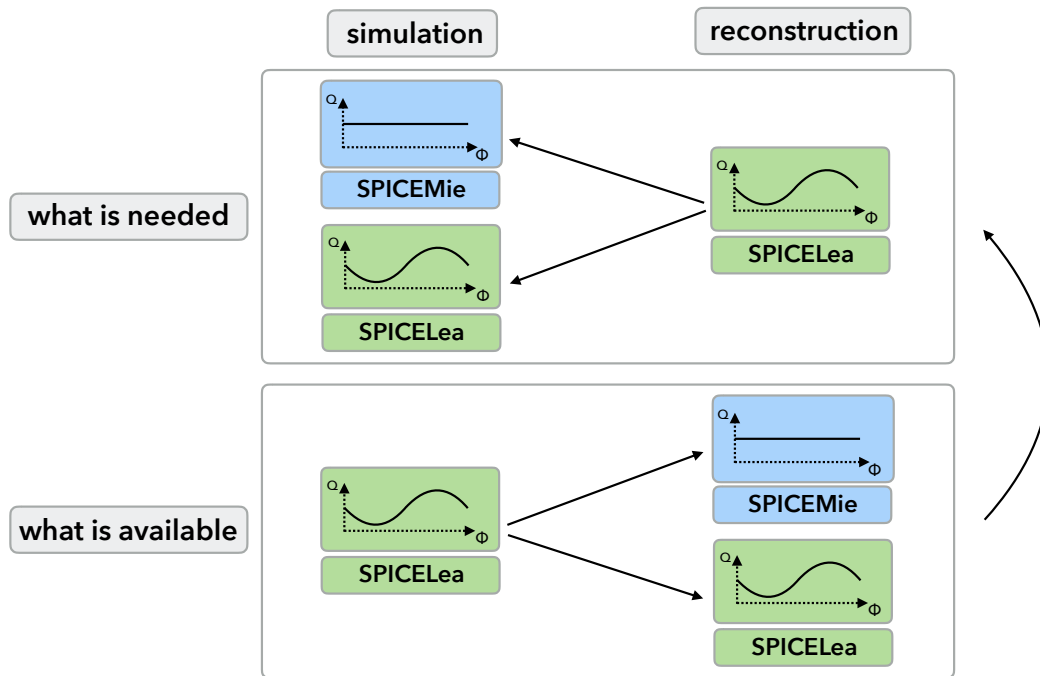 simulation
reconstruction
Q
Φ
SPICEMie
Q
Φ
SPICELea
what is needed
Q
Φ
SPICELea
Q
Φ
SPICEMie
what is available
Q
Φ
SPICELea
Q
Φ
SPICELea